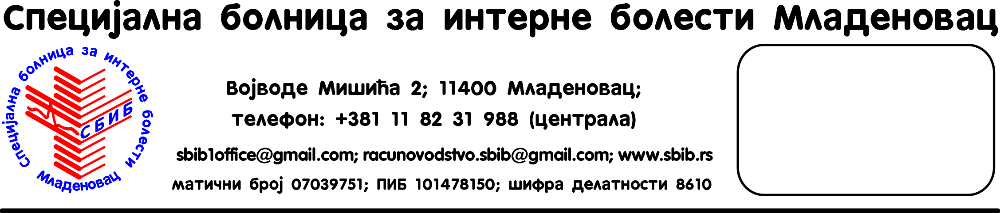 Специјална болница за интерне болести Младеновац
Специјална болница за интерне болести
Младеновац
СБИБ
Војводе Мишића 2; 11400 Младеновац;
телефон: +381 11 82 31 988 (централа)
sbib1office@gmail.com; racunovodstvo.sbib@gmail.com; www.sbib.rs
матични број 07039751; ПИБ 101478150; шифра делатности 8610